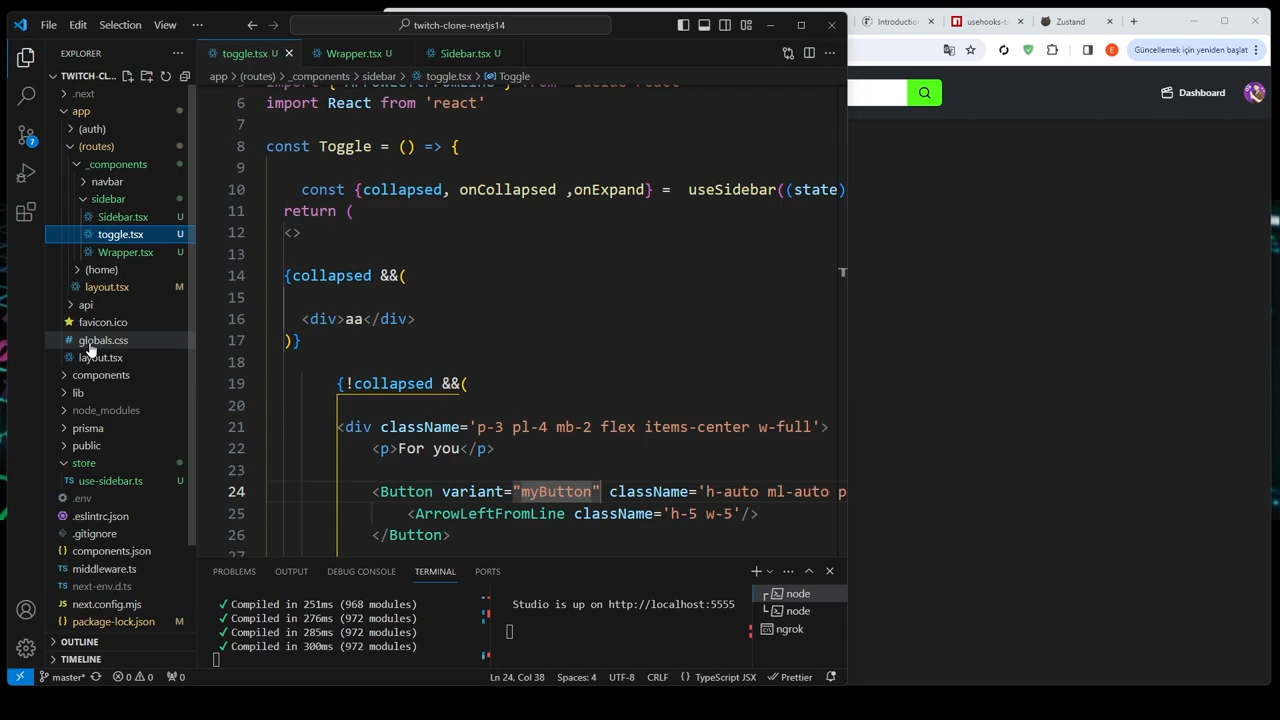 File Edit Selection View ··· twitch-clone-nextjs14
Introduction usehooks-ts Zustand
EXPLORER
toggle.tsx U Wrapper.tsx U Sidebar.tsx U
E Güncellemek için yeniden başlat
TWITCH-CL...
app > (routes) > _components > sidebar > toggle.tsx > Toggle
.next
app
(auth)
(routes)
_components
navbar
sidebar
Sidebar.tsx U
toggle.tsx U
Wrapper.tsx U
(home)
layout.tsx M
api
favicon.ico
globals.css
layout.tsx
components
lib
node_modules
prisma
public
store
use-sidebar.ts U
.env
.eslintrc.json
.gitignore
components.json
middleware.ts
next-env.d.ts
next.config.mjs
package-lock.json M
OUTLINE
TIMELINE
7
6 import React from 'react'
7
8 const Toggle = () => {
9
10 const {collapsed, onCollapsed ,onExpand} = useSidebar((state)
11 return (
12 <>
13
14 {collapsed &&(
15
16 <div>aa</div>
17 )}
18
19 {!collapsed &&(
20
21 <div className='p-3 pl-4 mb-2 flex items-center w-full'>
22 <p>For you</p>
23
24 <Button variant="myButton" className='h-auto ml-auto p
25 <ArrowLeftFromLine className='h-5 w-5'/>
26 </Button>
27
PROBLEMS OUTPUT DEBUG CONSOLE TERMINAL PORTS
✓ Compiled in 251ms (968 modules)
✓ Compiled in 276ms (972 modules)
✓ Compiled in 285ms (972 modules)
✓ Compiled in 300ms (972 modules)
Studio is up on http://localhost:5555
node
node
ngrok
master* 0 0 0 Ln 24, Col 38 Spaces: 4 UTF-8 CRLF {} TypeScript JSX Prettier
Dashboard